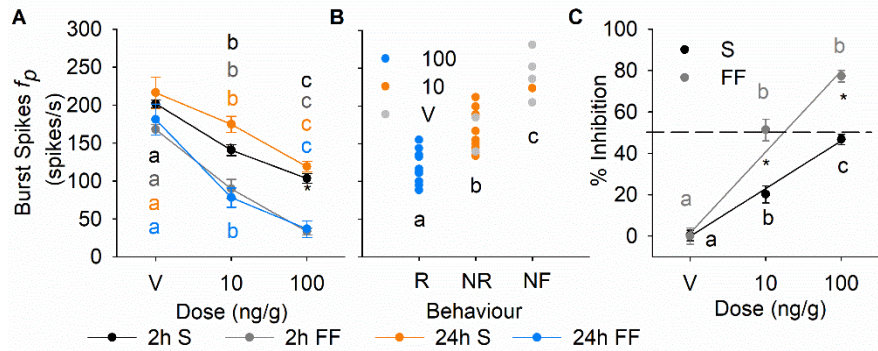 A
Burst Spikes fp
(spikes/s)
300
250
200
150
100
50
0
b
b
b
c
c
c
c
*
a
a
a
a
b
V
10
100
Dose (ng/g)
B
100
10
V
a
b
c
R
NR
NF
Behaviour
C
% Inhibition
100
80
60
40
20
0
S
FF
b
b
*
*
a
a
b
c
V
10
100
Dose (ng/g)
2h S
2h FF
24h S
24h FF